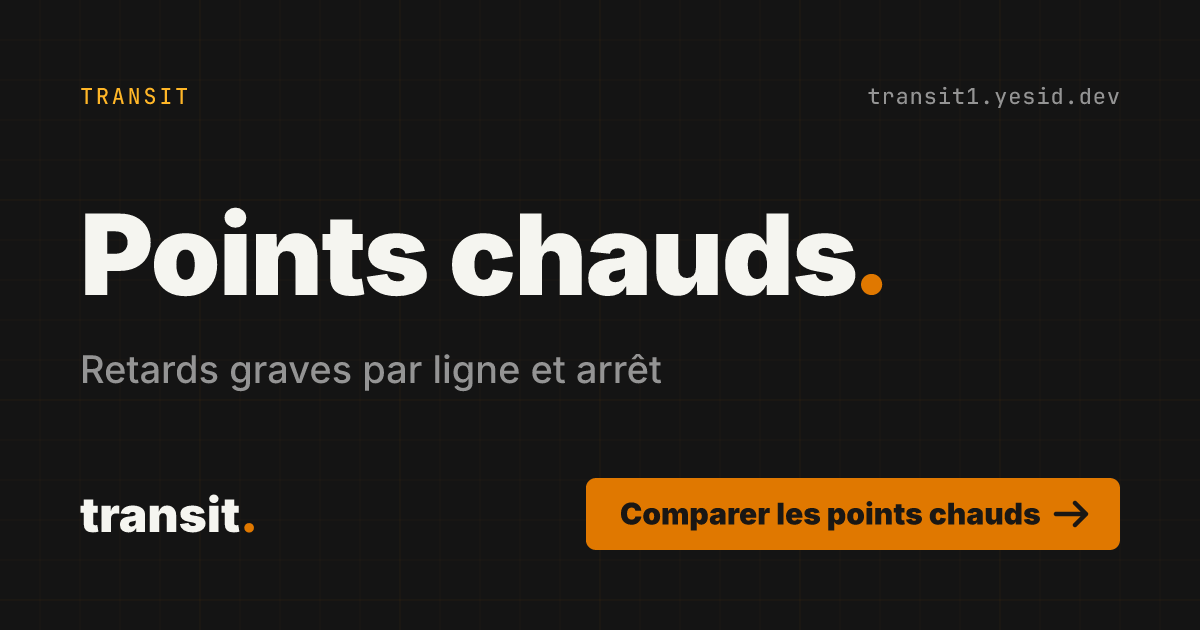 TRANSIT
transit1.yesid.dev
Points chauds.
Retards graves par ligne et arrêt
transit.
Comparer les points chauds →